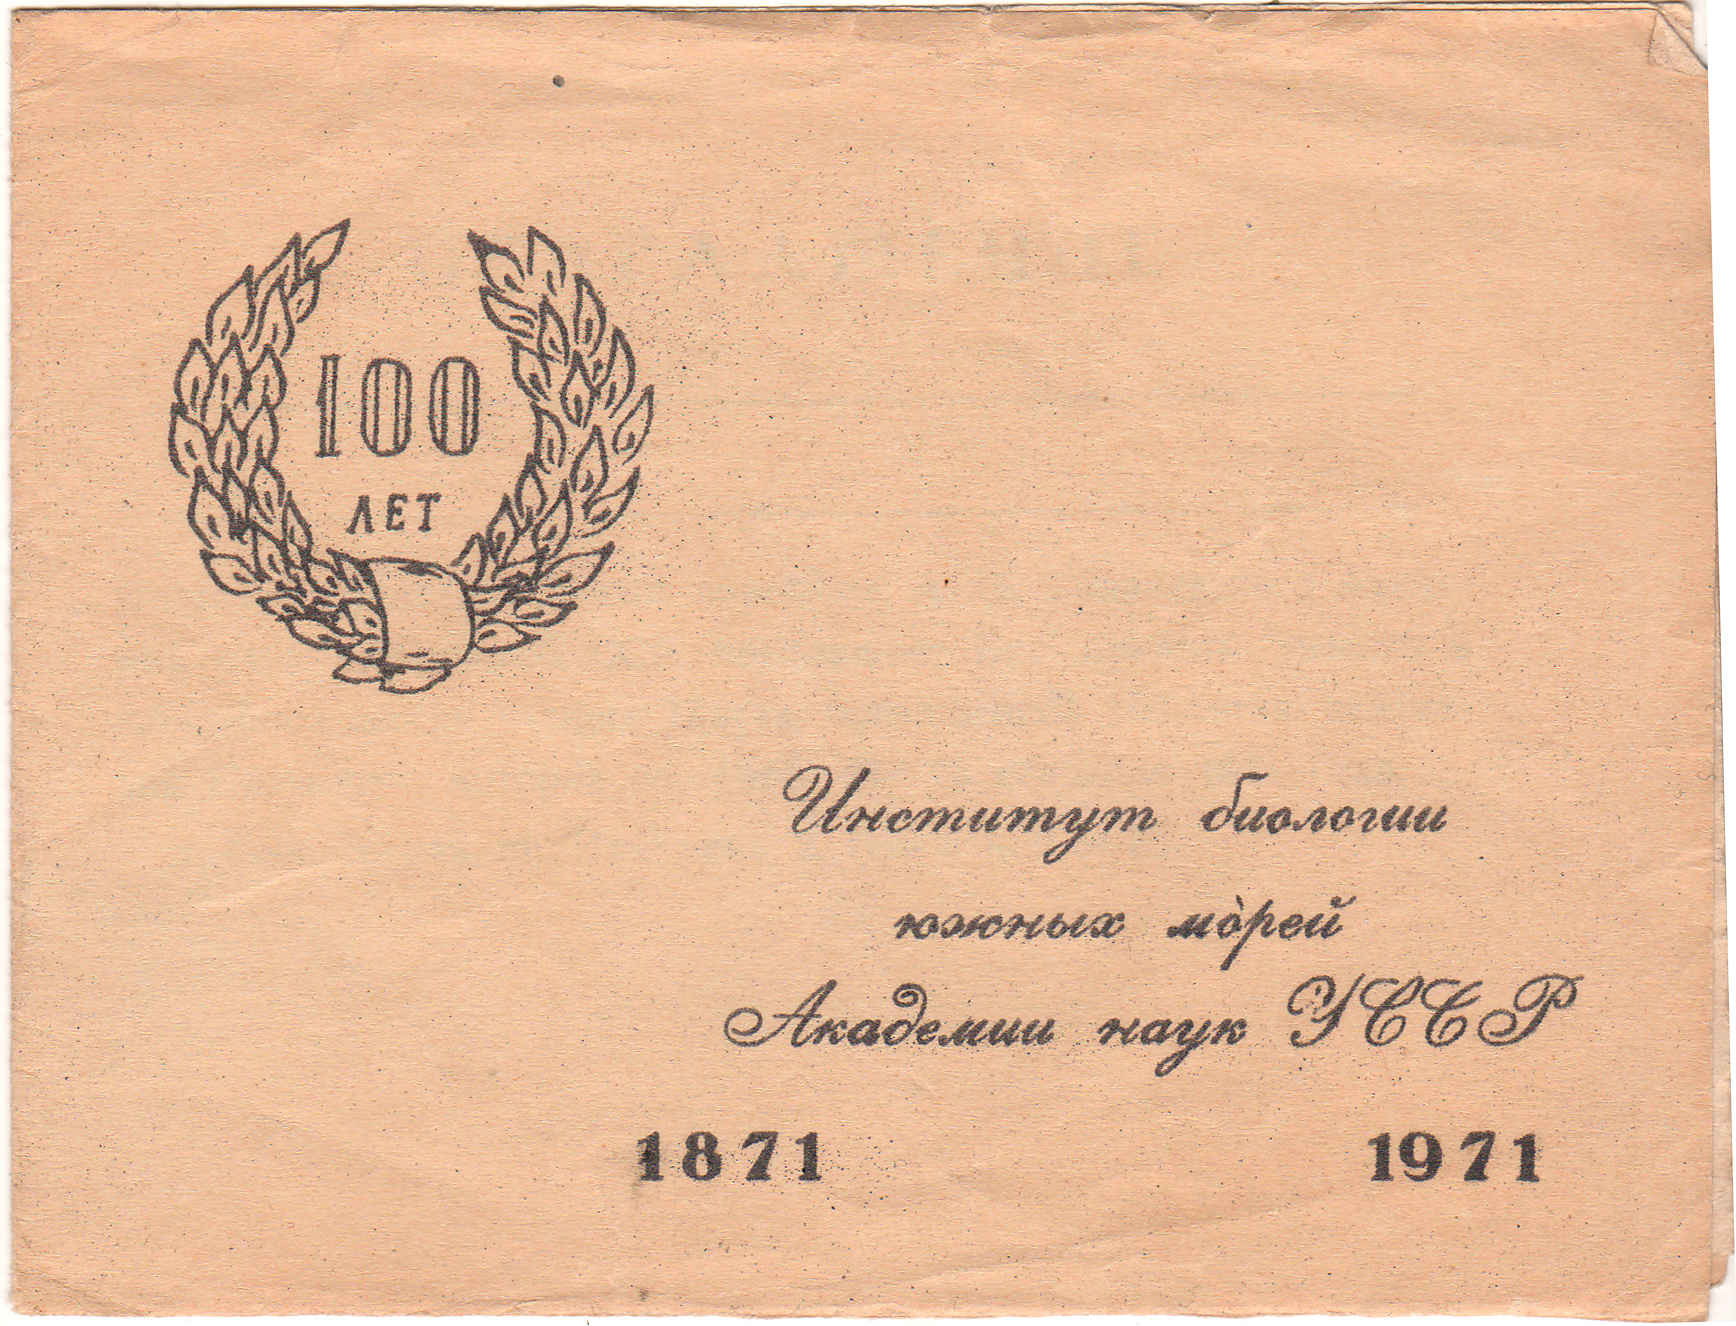 100
ЛЕТ
Институт биологии
южных морей
Академии наук УССР
1871 1971